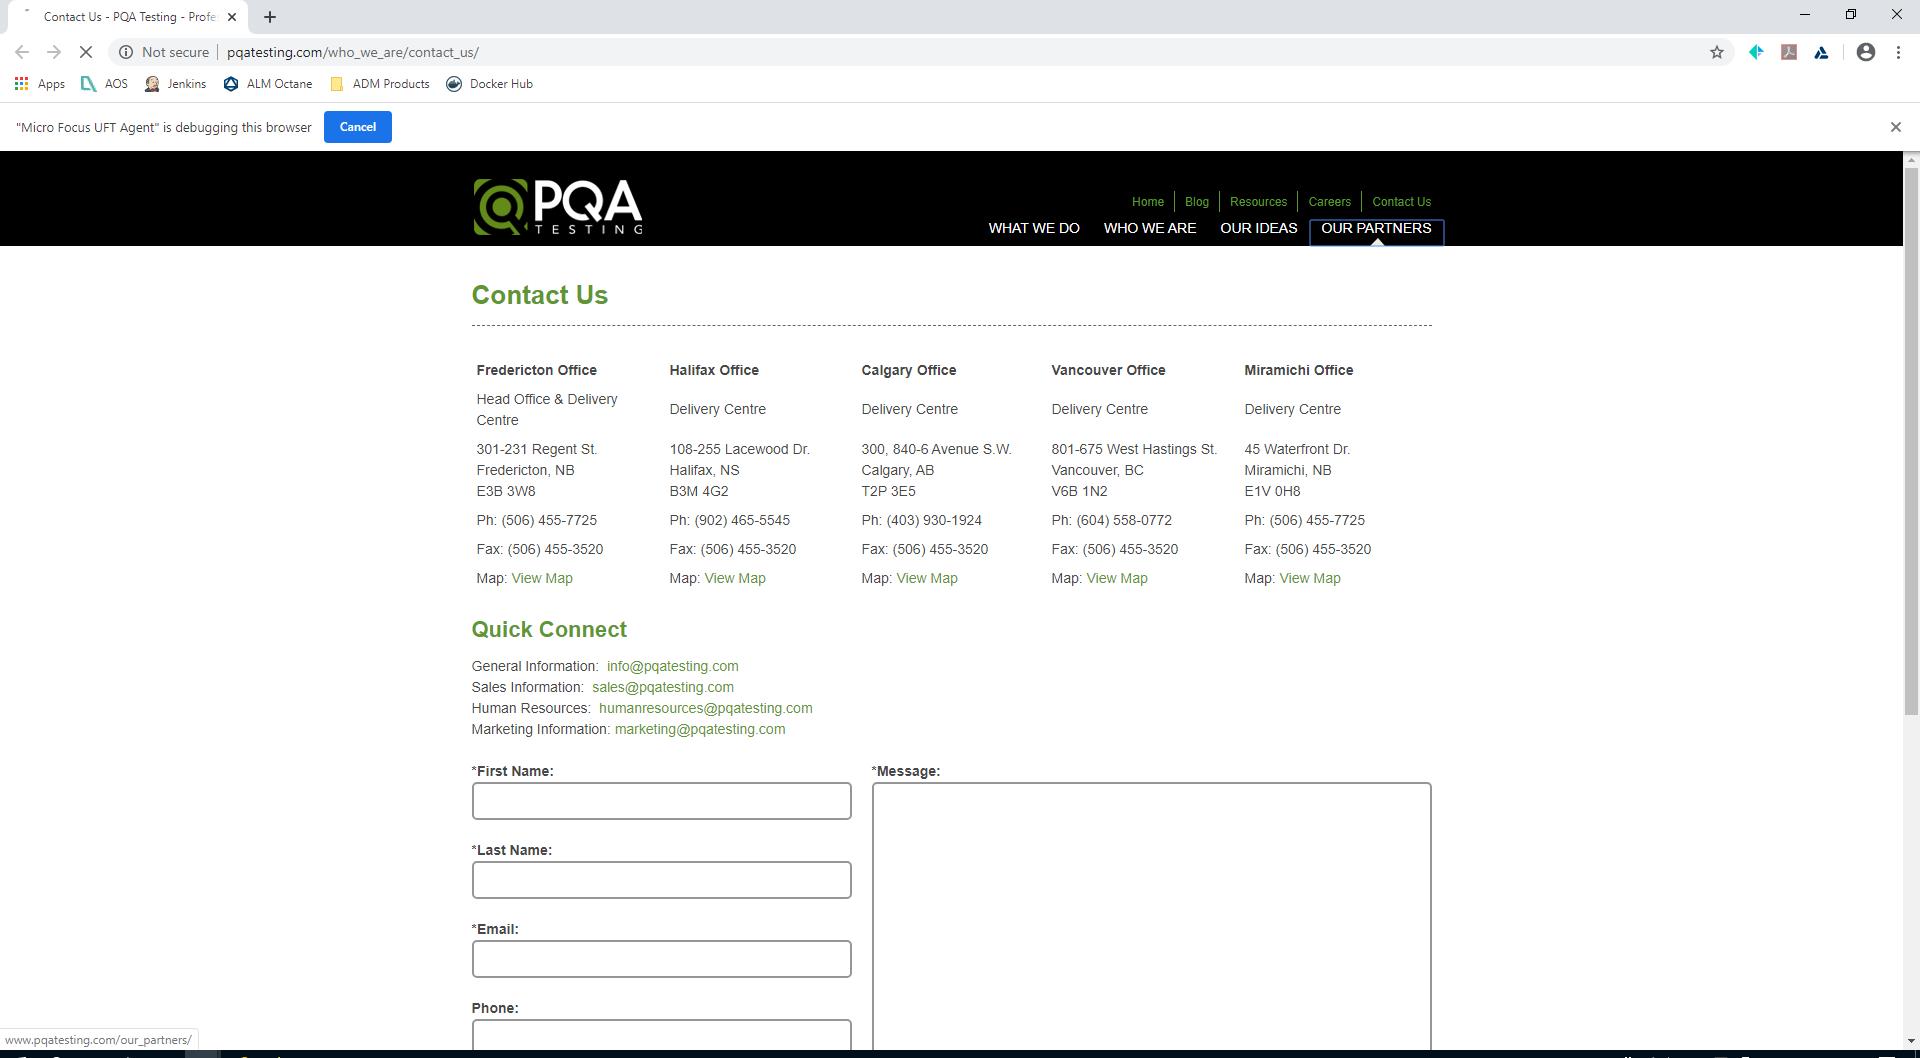 Contact Us - PQA Testing - Profe
Not secure | pqatesting.com/who_we_are/contact_us/
Apps AOS Jenkins ALM Octane ADM Products Docker Hub
"Micro Focus UFT Agent" is debugging this browser Cancel
PQA
TESTING
Home Blog Resources Careers Contact Us
WHAT WE DO WHO WE ARE OUR IDEAS OUR PARTNERS
Contact Us
Fredericton Office Halifax Office Calgary Office Vancouver Office Miramichi Office
Head Office & Delivery
Centre
Delivery Centre Delivery Centre Delivery Centre Delivery Centre
301-231 Regent St. 108-255 Lacewood Dr. 300, 840-6 Avenue S.W. 801-675 West Hastings St. 45 Waterfront Dr.
Fredericton, NB Halifax, NS Calgary, AB Vancouver, BC Miramichi, NB
E3B 3W8 B3M 4G2 T2P 3E5 V6B 1N2 E1V 0H8
Ph: (506) 455-7725 Ph: (902) 465-5545 Ph: (403) 930-1924 Ph: (604) 558-0772 Ph: (506) 455-7725
Fax: (506) 455-3520 Fax: (506) 455-3520 Fax: (506) 455-3520 Fax: (506) 455-3520 Fax: (506) 455-3520
Map: View Map Map: View Map Map: View Map Map: View Map Map: View Map
Quick Connect
General Information: info@pqatesting.com
Sales Information: sales@pqatesting.com
Human Resources: humanresources@pqatesting.com
Marketing Information: marketing@pqatesting.com
*First Name: *Message:
*Last Name:
*Email:
Phone:
www.pqatesting.com/our_partners/